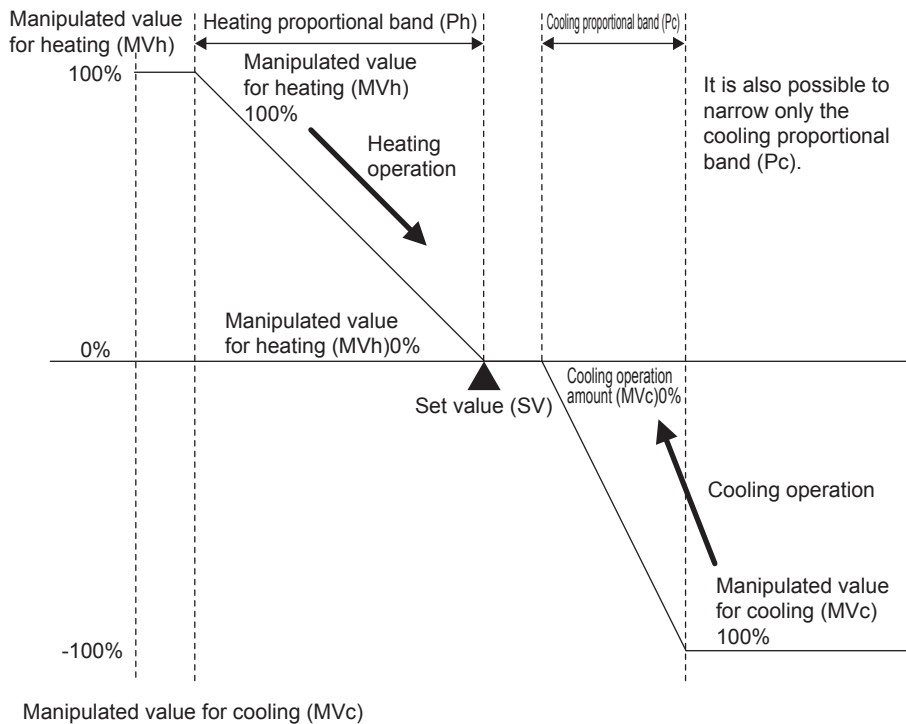 Manipulated value
for heating (MVh)
Heating proportional band (Ph)
Cooling proportional band (Pc)
100%
Manipulated value
for heating (MVh)
100%
Heating
operation
It is also possible to
narrow only the
cooling proportional
band (Pc).
Manipulated value
for heating (MVh)0%
0%
Set value (SV)
Cooling operation
amount (MVc)0%
Cooling operation
Manipulated value
for cooling (MVc)
100%
-100%
Manipulated value for cooling (MVc)